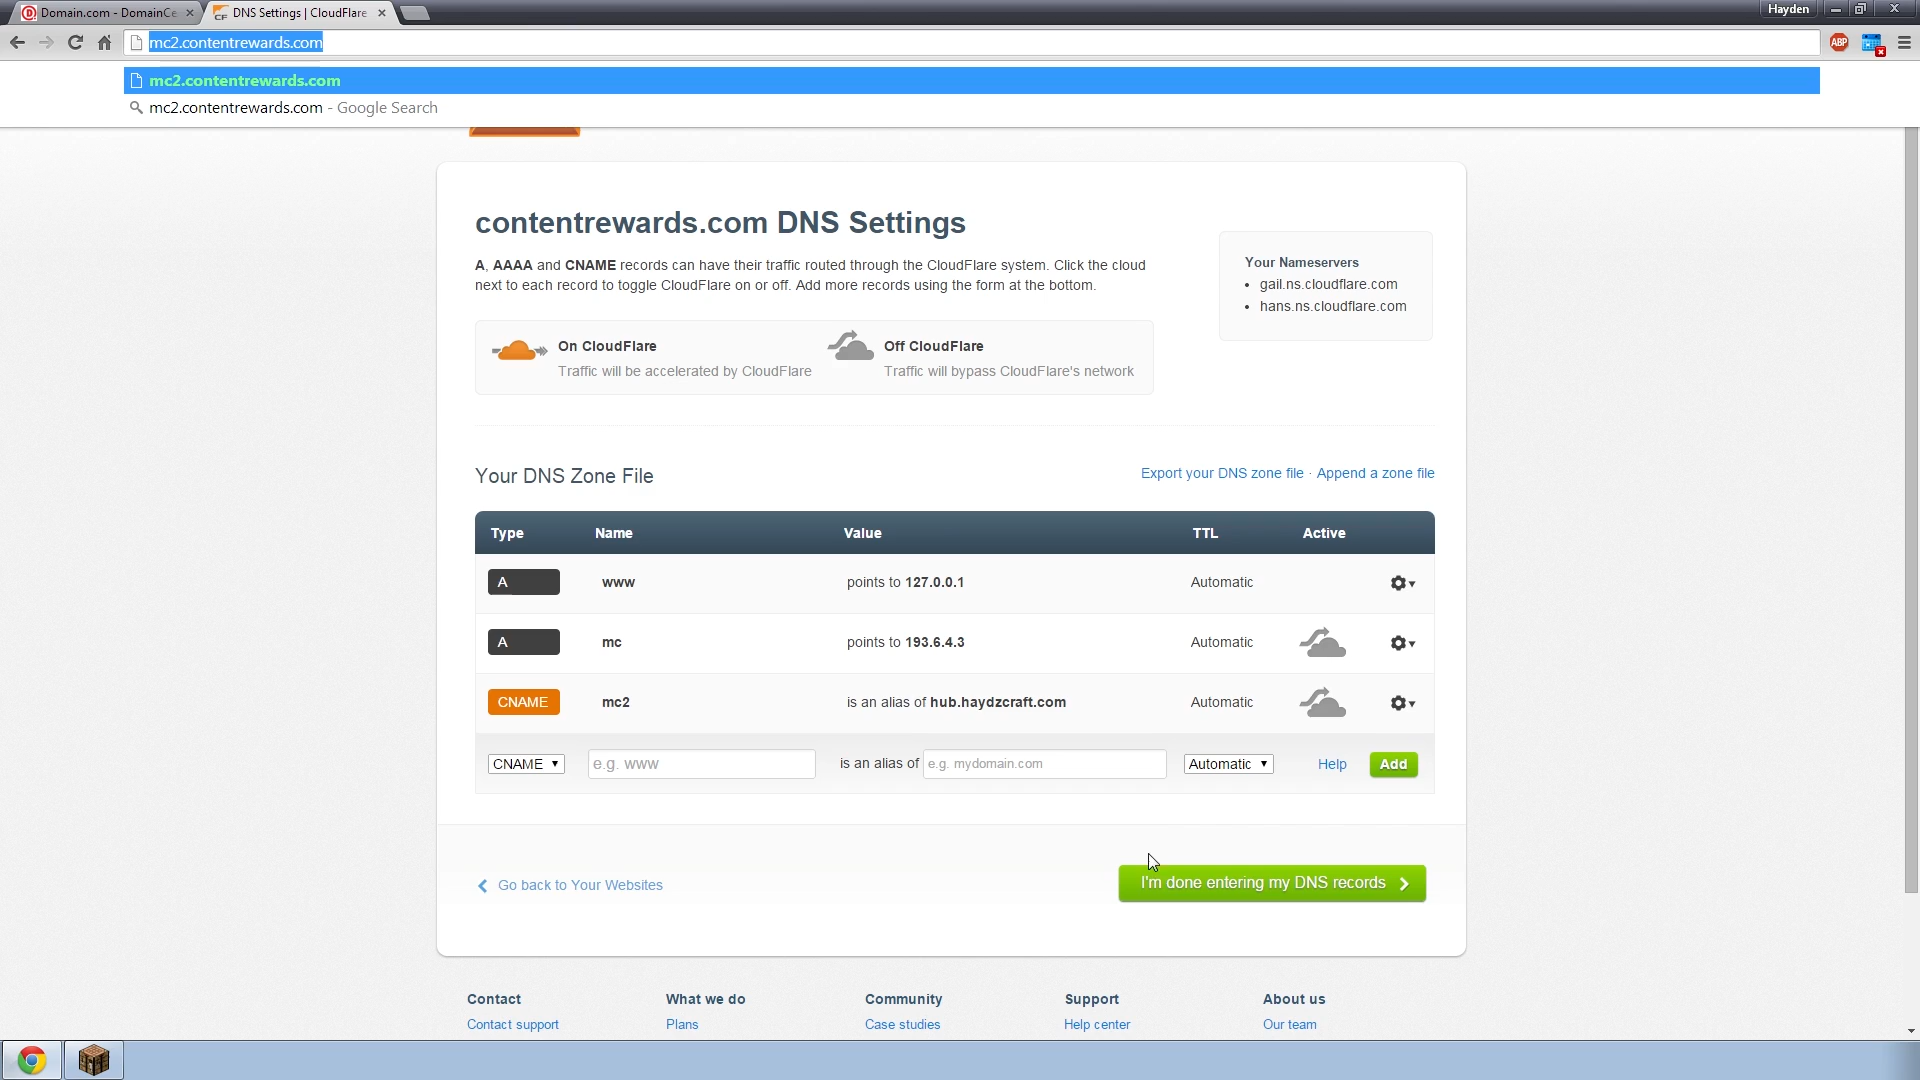 Domain.com - DomainCe
DNS Settings | CloudFlare
Hayden
mc2.contentrewards.com
ABP
mc2.contentrewards.com
mc2.contentrewards.com - Google Search
contentrewards.com DNS Settings
A, AAAA and CNAME records can have their traffic routed through the CloudFlare system. Click the cloud
next to each record to toggle CloudFlare on or off. Add more records using the form at the bottom.
Your Nameservers
• gail.ns.cloudflare.com
• hans.ns.cloudflare.com
On CloudFlare
Traffic will be accelerated by CloudFlare
Off CloudFlare
Traffic will bypass CloudFlare's network
Your DNS Zone File
Export your DNS zone file · Append a zone file
Type Name Value TTL Active
A www points to 127.0.0.1 Automatic
A mc points to 193.6.4.3 Automatic
CNAME mc2 is an alias of hub.haydzcraft.com Automatic
CNAME e.g. www is an alias of e.g. mydomain.com Automatic Help Add
Go back to Your Websites
I'm done entering my DNS records
Contact What we do Community Support About us
Contact support Plans Case studies Help center Our team